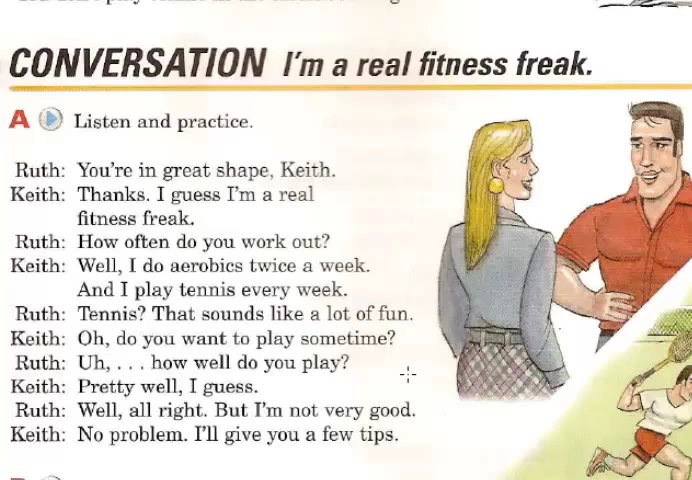 CONVERSATION I'm a real fitness freak.
A Listen and practice.
Ruth: You're in great shape, Keith.
Keith: Thanks. I guess I'm a real
fitness freak.
Ruth: How often do you work out?
Keith: Well, I do aerobics twice a week.
And I play tennis every week.
Ruth: Tennis? That sounds like a lot of fun.
Keith: Oh, do you want to play sometime?
Ruth: Uh, . . . how well do you play?
Keith: Pretty well, I guess.
Ruth: Well, all right. But I'm not very good.
Keith: No problem. I'll give you a few tips.